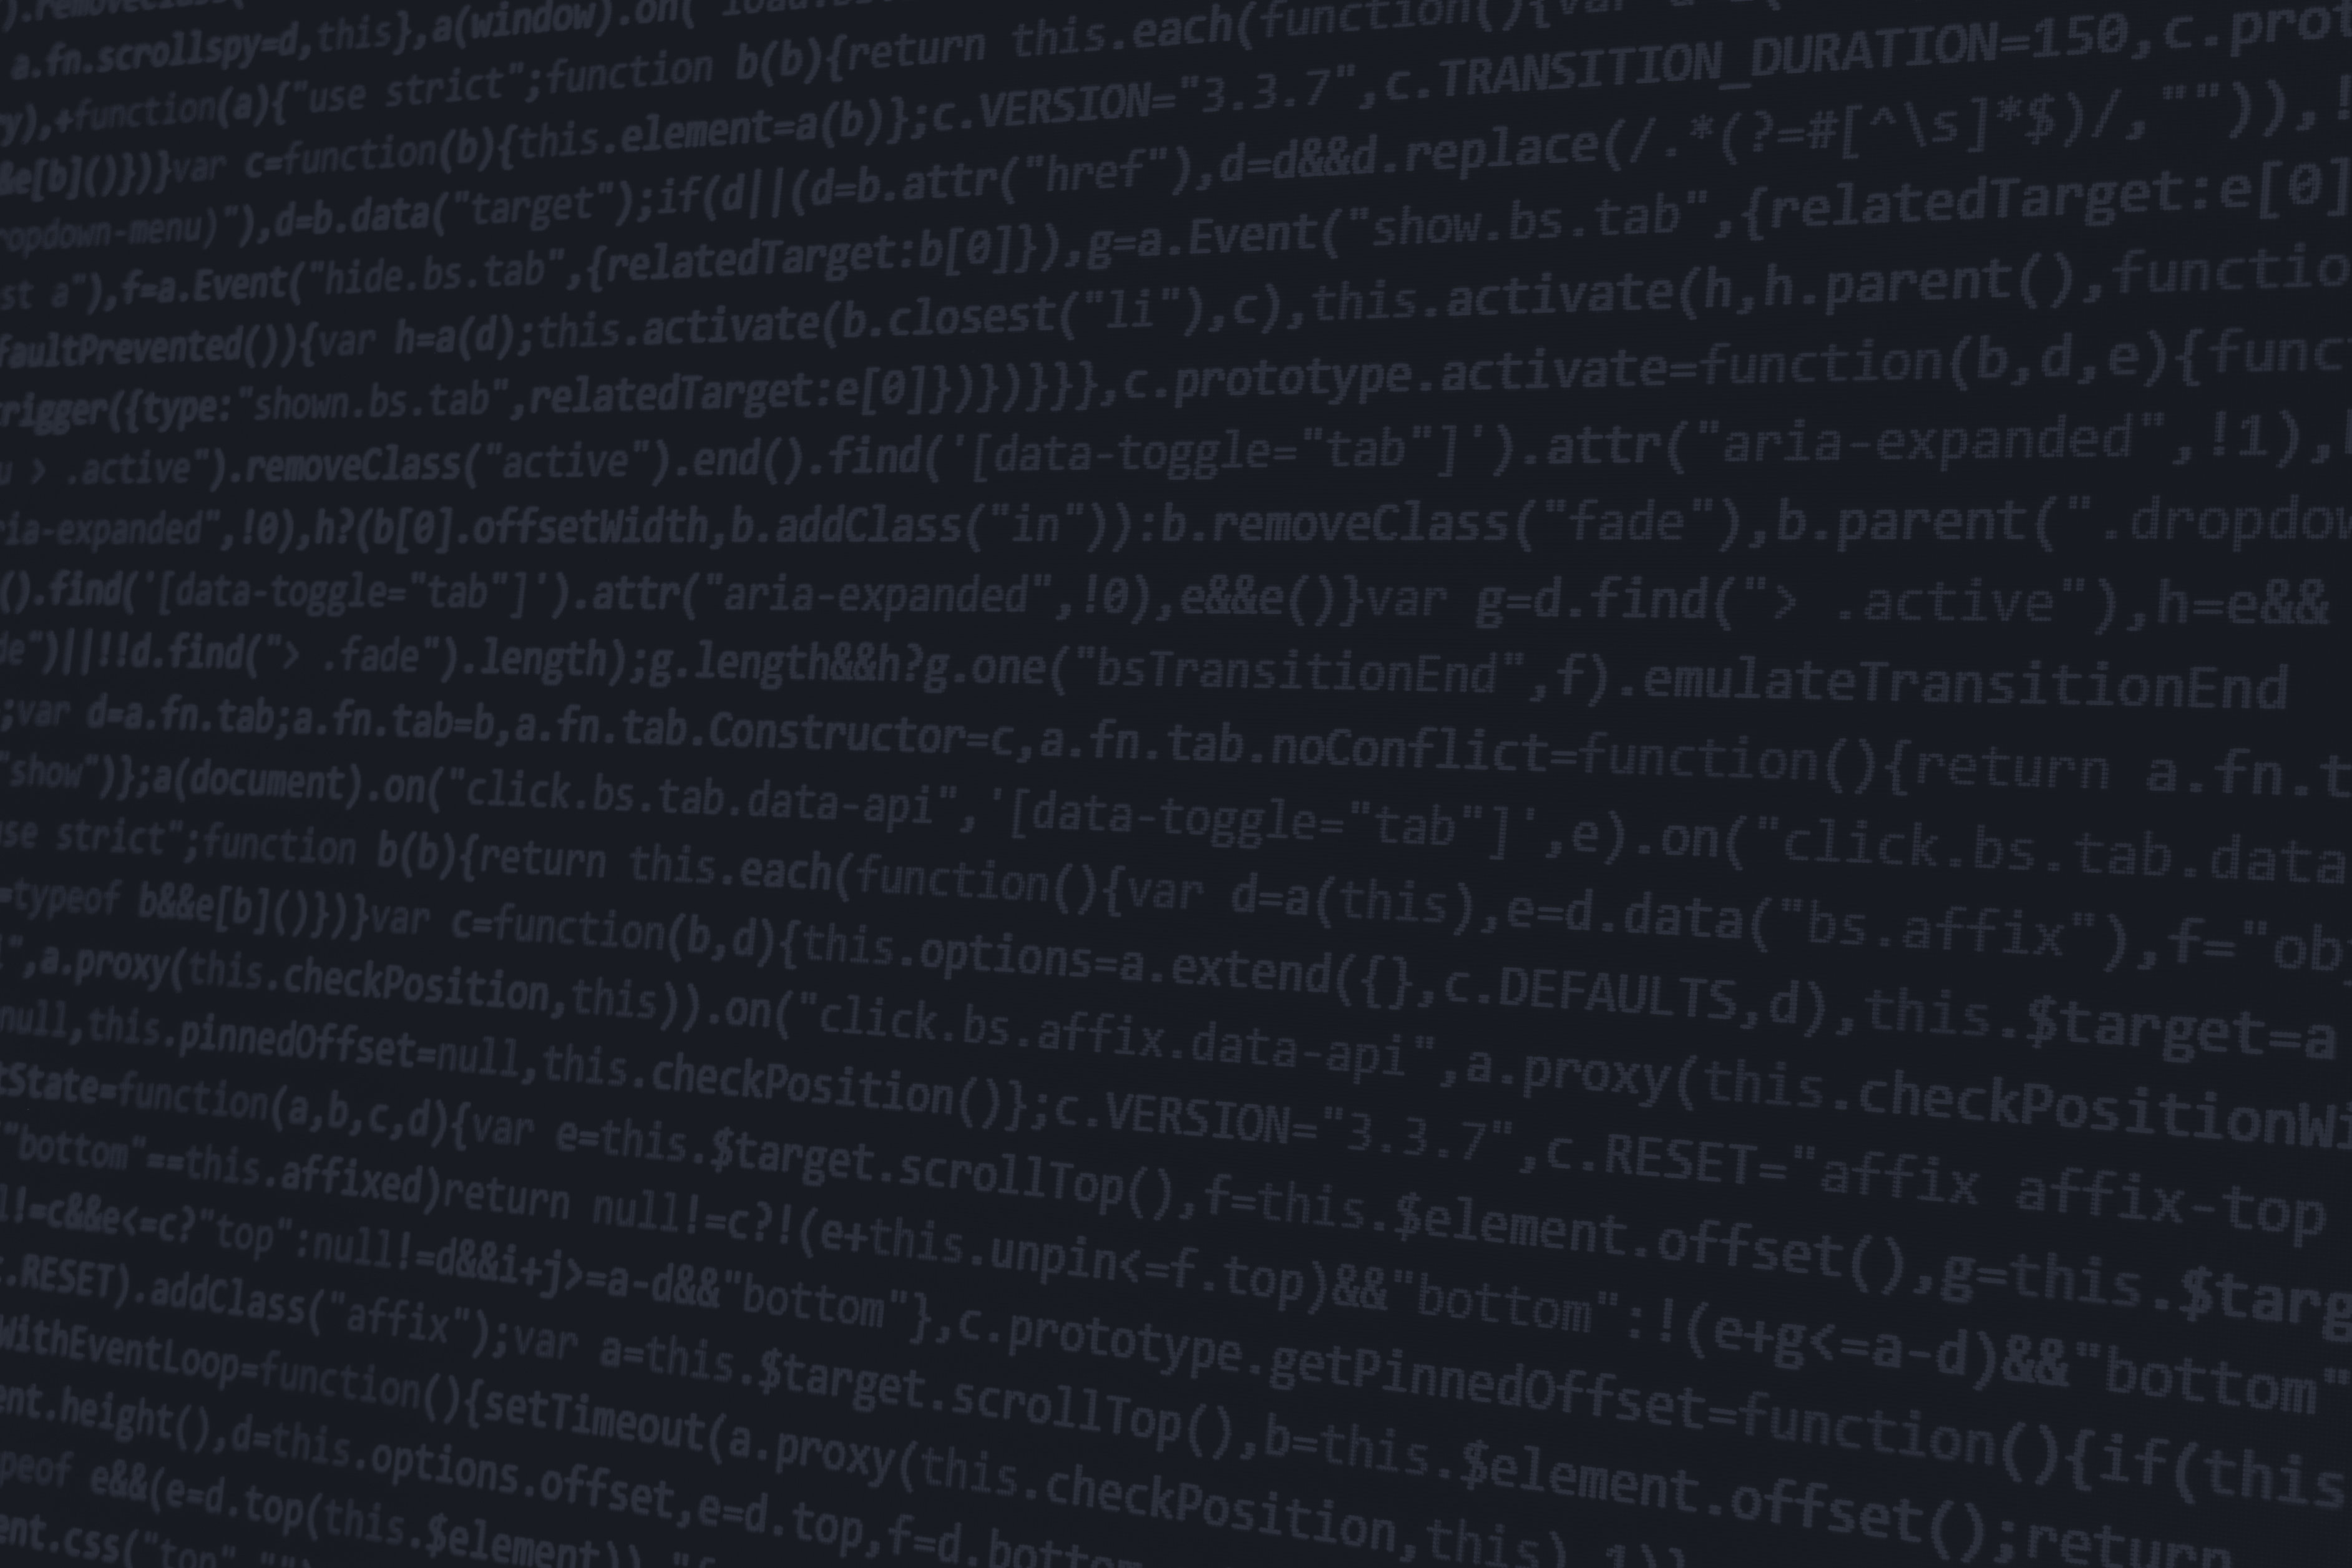 ).removeClass(
a.fn.scrollspy=d,this},a(window).on(
y),+function(a){"use strict";function b(b){return this.each(function(){var
&e[b]()})}var c=function(b){this.element=a(b)};c.VERSION="3.3.7",c.TRANSITION_DURATION=150,c.prot
ropdown-menu)"),d=b.data("target");if(d||(d=b.attr("href"),d=d&&d.replace(/.*(?=#[^\s]*$)/,"")),!
st a"),f=a.Event("hide.bs.tab",{relatedTarget:b[0]}),g=a.Event("show.bs.tab",{relatedTarget:e[0]
faultPrevented()){var h=a(d);this.activate(b.closest("li"),c),this.activate(h,h.parent(),functio
rigger({type:"shown.bs.tab",relatedTarget:e[0]})})}}},c.prototype.activate=function(b,d,e){func
u > .active").removeClass("active").end().find('[data-toggle="tab"]').attr("aria-expanded",!1),
ria-expanded",!0),h?(b[0].offsetWidth,b.addClass("in")):b.removeClass("fade"),b.parent(".dropdow
().find('[data-toggle="tab"]').attr("aria-expanded",!0),e&&e()}var g=d.find("> .active"),h=e&&
de")||!!d.find("> .fade").length);g.length&&h?g.one("bsTransitionEnd",f).emulateTransitionEnd
;var d=a.fn.tab;a.fn.tab=b,a.fn.tab.Constructor=c,a.fn.tab.noConflict=function(){return a.fn.t
"show")};a(document).on("click.bs.tab.data-api",'[data-toggle="tab"]',e).on("click.bs.tab.data
se strict";function b(b){return this.each(function(){var d=a(this),e=d.data("bs.affix"),f="ob
=typeof b&&e[b]()})}var c=function(b,d){this.options=a.extend({},c.DEFAULTS,d),this.$target=a
",a.proxy(this.checkPosition,this)).on("click.bs.affix.data-api",a.proxy(this.checkPositionWi
null,this.pinnedOffset=null,this.checkPosition()};c.VERSION="3.3.7",c.RESET="affix affix-top
tState=function(a,b,c,d){var e=this.$target.scrollTop(),f=this.$element.offset(),g=this.$targ
"bottom"==this.affixed)return null!=c?!(e+this.unpin<=f.top)&&"bottom":!(e+g<=a-d)&&"bottom"
l!=c&&e<=c?"top":null!=d&&i+j>=a-d&&"bottom"},c.prototype.getPinnedOffset=function(){if(this
.RESET).addClass("affix");var a=this.$target.scrollTop(),b=this.$element.offset();return
WithEventLoop=function(){setTimeout(a.proxy(this.checkPosition,this),1)}
ent.height(),d=this.options.offset,e=d.top,f=d.bottom
peof e&&(e=d.top(this.$element)),"f
ent.css("top","")